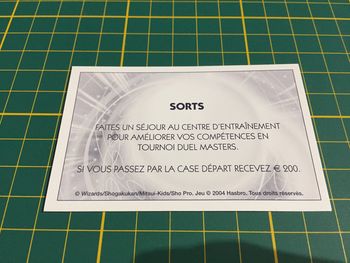 SORTS
FAITES UN SÉJOUR AU CENTRE D'ENTRAÎNEMENT
POUR AMÉLIORER VOS COMPÉTENCES EN
TOURNOI DUEL MASTERS.
SI VOUS PASSEZ PAR LA CASE DÉPART RECEVEZ € 200.
© Wizards/Shogakukan/Mitsui-Kids/Sho Pro. Jeu © 2004 Hasbro. Tous droits réservés.